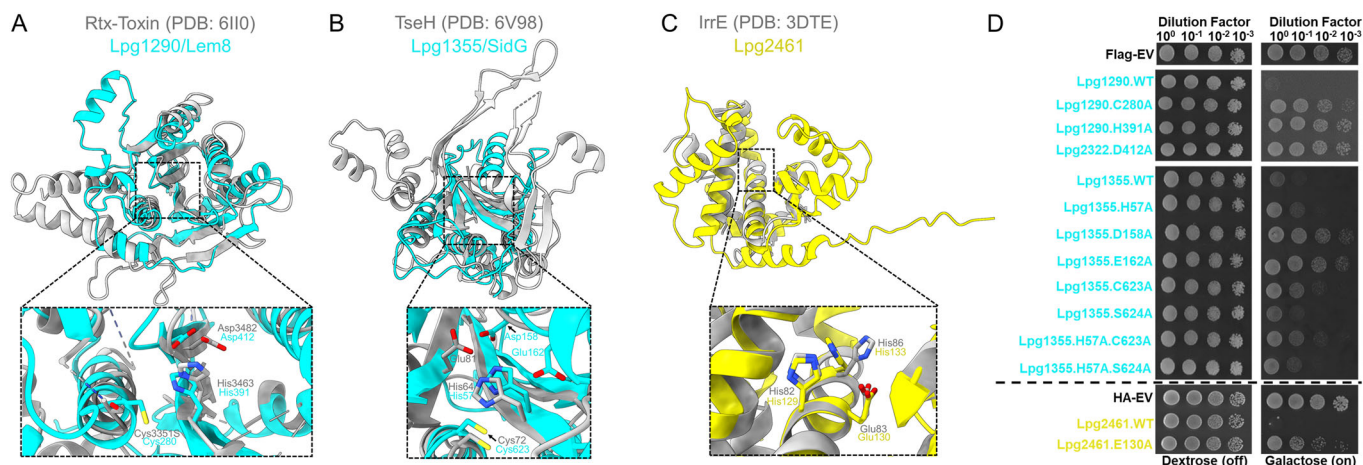 A
Rtx-Toxin (PDB: 6II0)
Lpg1290/Lem8
Asp3482
Asp412
His3463
His391
Cys3351S
Cys280
B
TseH (PDB: 6V98)
Lpg1355/SidG
Asp158
Glu162
Glu81
His64
His57
Cys72
Cys623
C
IrrE (PDB: 3DTE)
Lpg2461
His86
His133
His82
His129
Glu83
Glu130
D
Dilution Factor Dilution Factor
10⁰ 10⁻¹ 10⁻² 10⁻³ 10⁰ 10⁻¹ 10⁻² 10⁻³
Flag-EV
Lpg1290.WT
Lpg1290.C280A
Lpg1290.H391A
Lpg2322.D412A
Lpg1355.WT
Lpg1355.H57A
Lpg1355.D158A
Lpg1355.E162A
Lpg1355.C623A
Lpg1355.S624A
Lpg1355.H57A.C623A
Lpg1355.H57A.S624A
HA-EV
Lpg2461.WT
Lpg2461.E130A
Dextrose (off) Galactose (on)